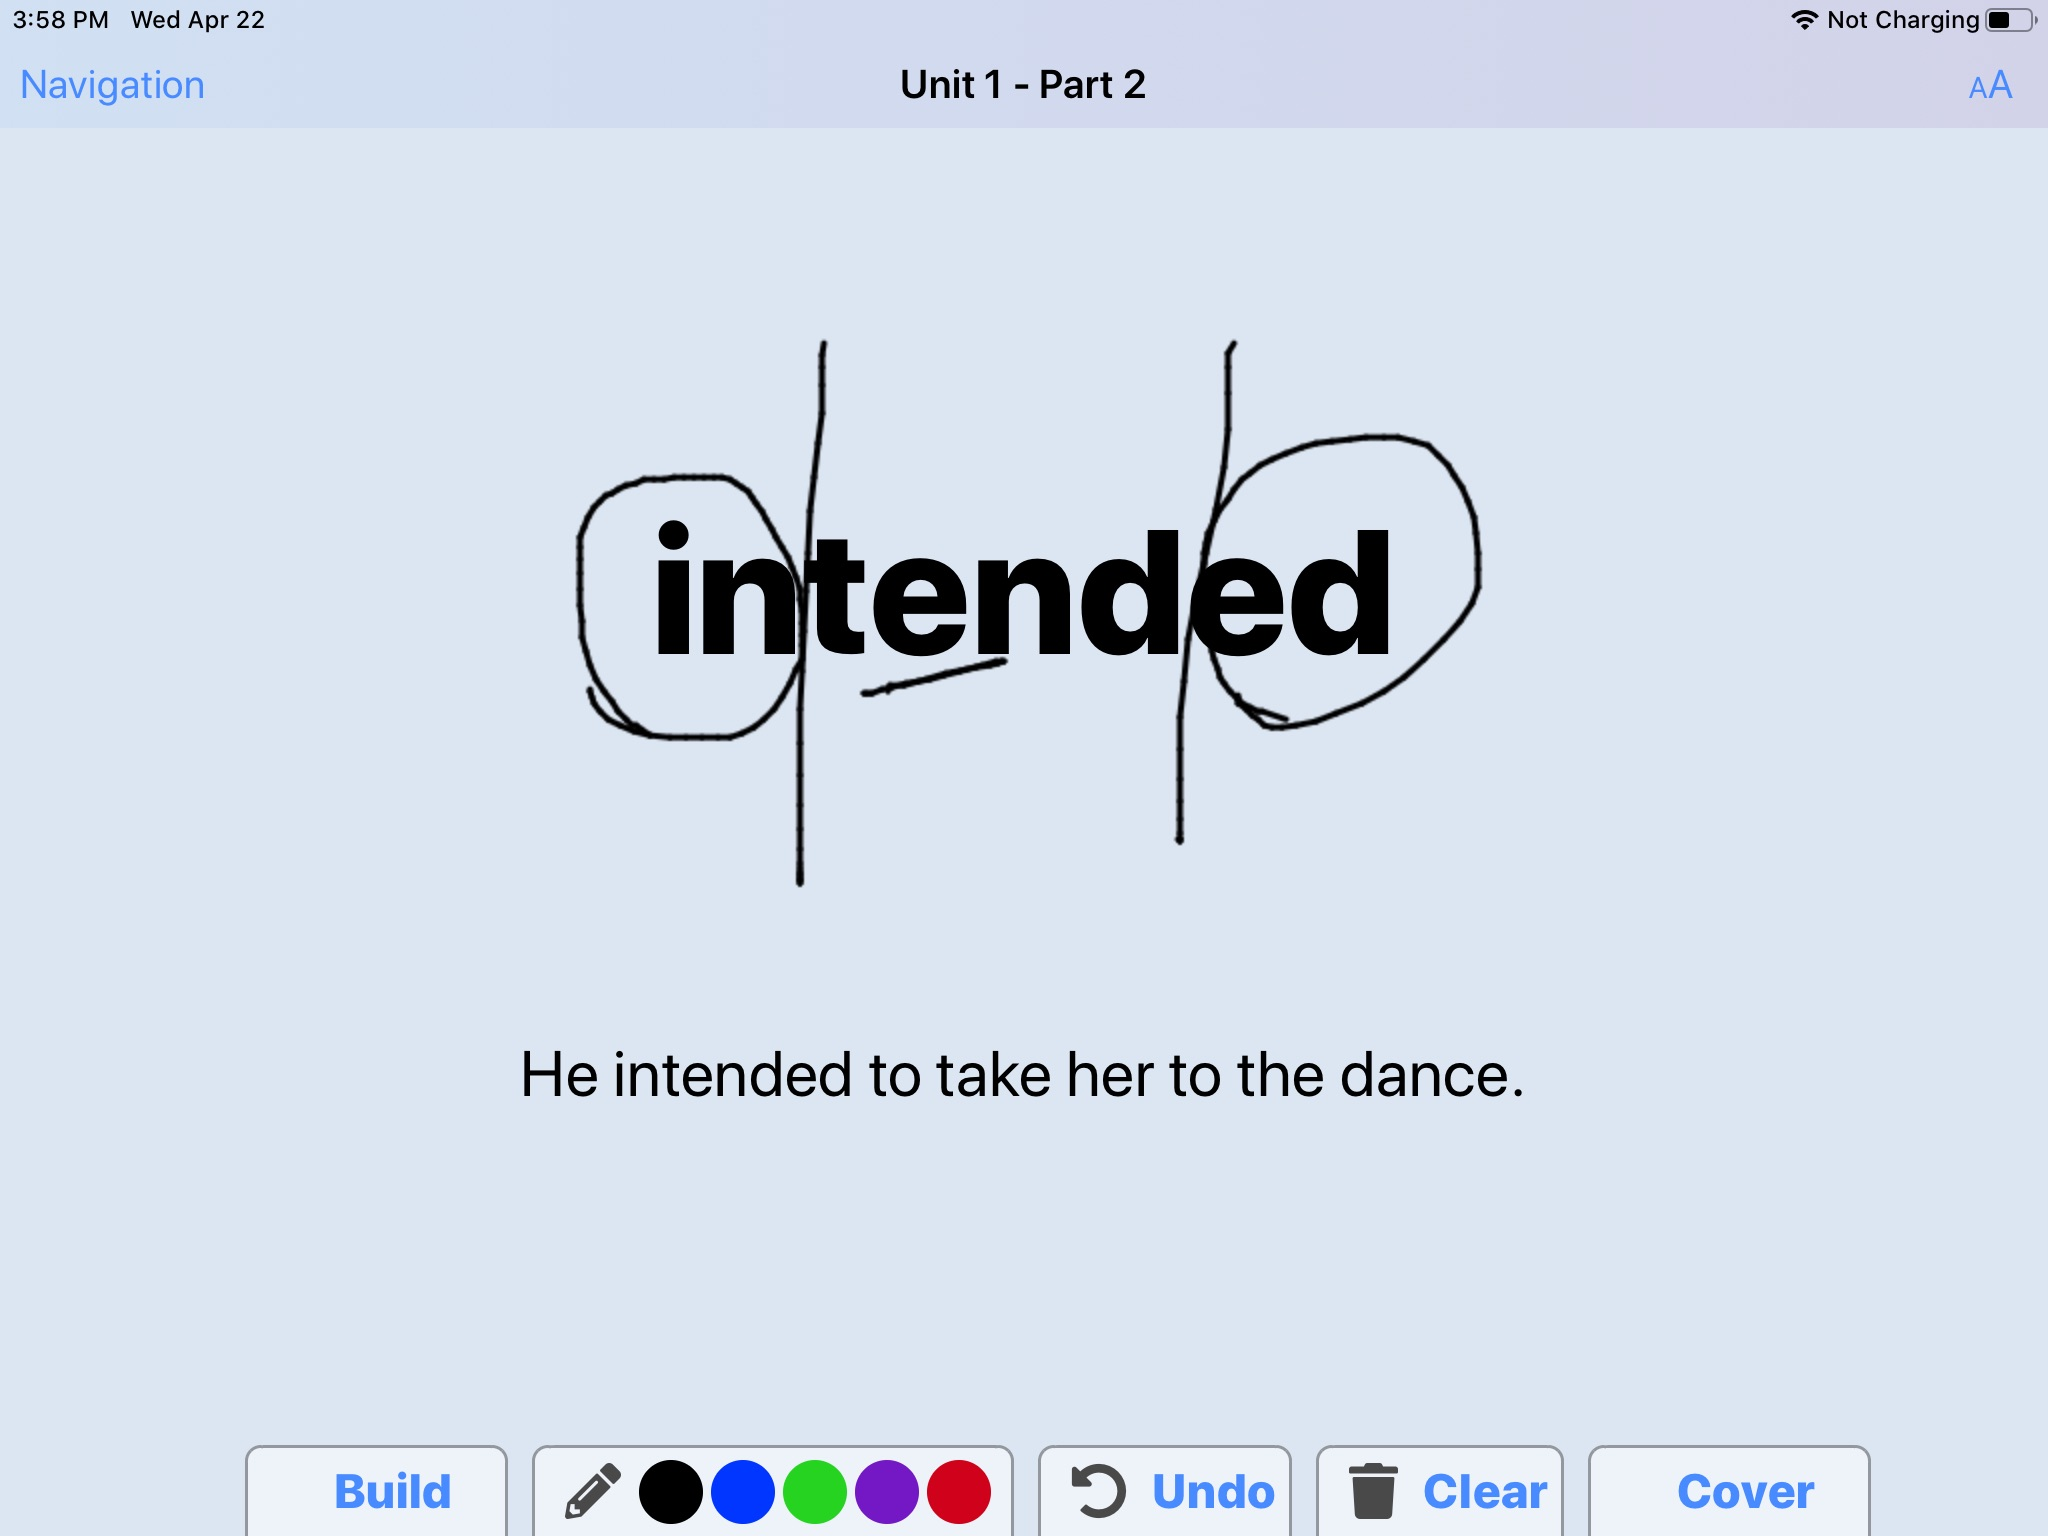 3:58 PM Wed Apr 22
Not Charging
Navigation
Unit 1 - Part 2
AA
intended
He intended to take her to the dance.
Build
Undo
Clear
Cover